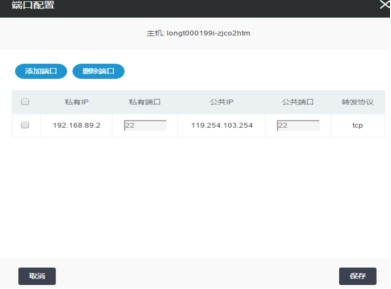 端口配置
主机: longt000199i-zjco2htm
添加端口 删除端口
私有IP 私有端口 公共IP 公共端口 转发协议
192.168.89.2 22 119.254.103.254 22 tcp
取消 保存